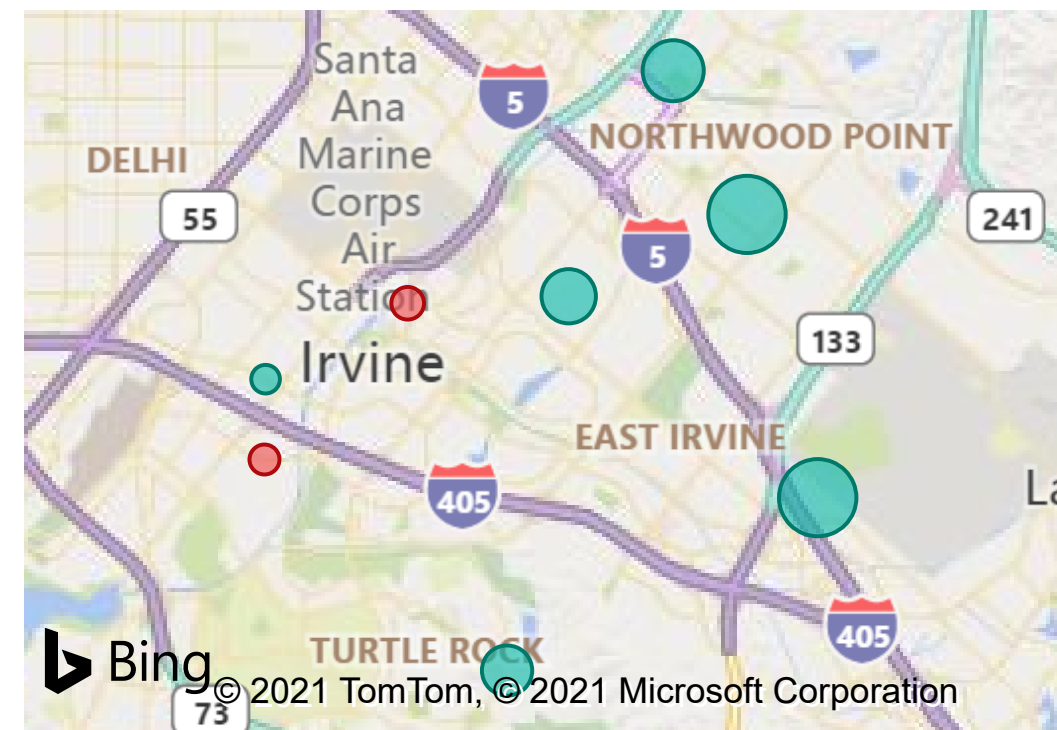 Santa
Ana
Marine
Corps
Air
Station
5
NORTHWOOD POINT
DELHI
55
241
5
133
Irvine
EAST IRVINE
405
La
405
TURTLE ROCK
Bing
© 2021 TomTom, © 2021 Microsoft Corporation
73